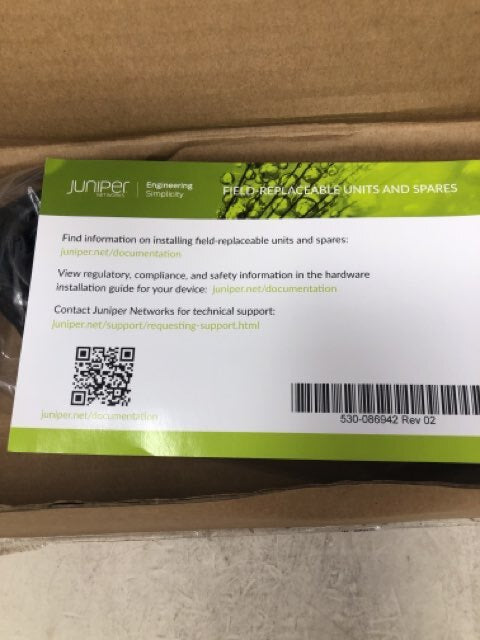 JUNIPER NETWORKS
Engineering
Simplicity
FIELD-REPLACEABLE UNITS AND SPARES
Find information on installing field-replaceable units and spares:
juniper.net/documentation
View regulatory, compliance, and safety information in the hardware
installation guide for your device: juniper.net/documentation
Contact Juniper Networks for technical support:
juniper.net/support/requesting-support.html
juniper.net/documentation
530-086942 Rev 02